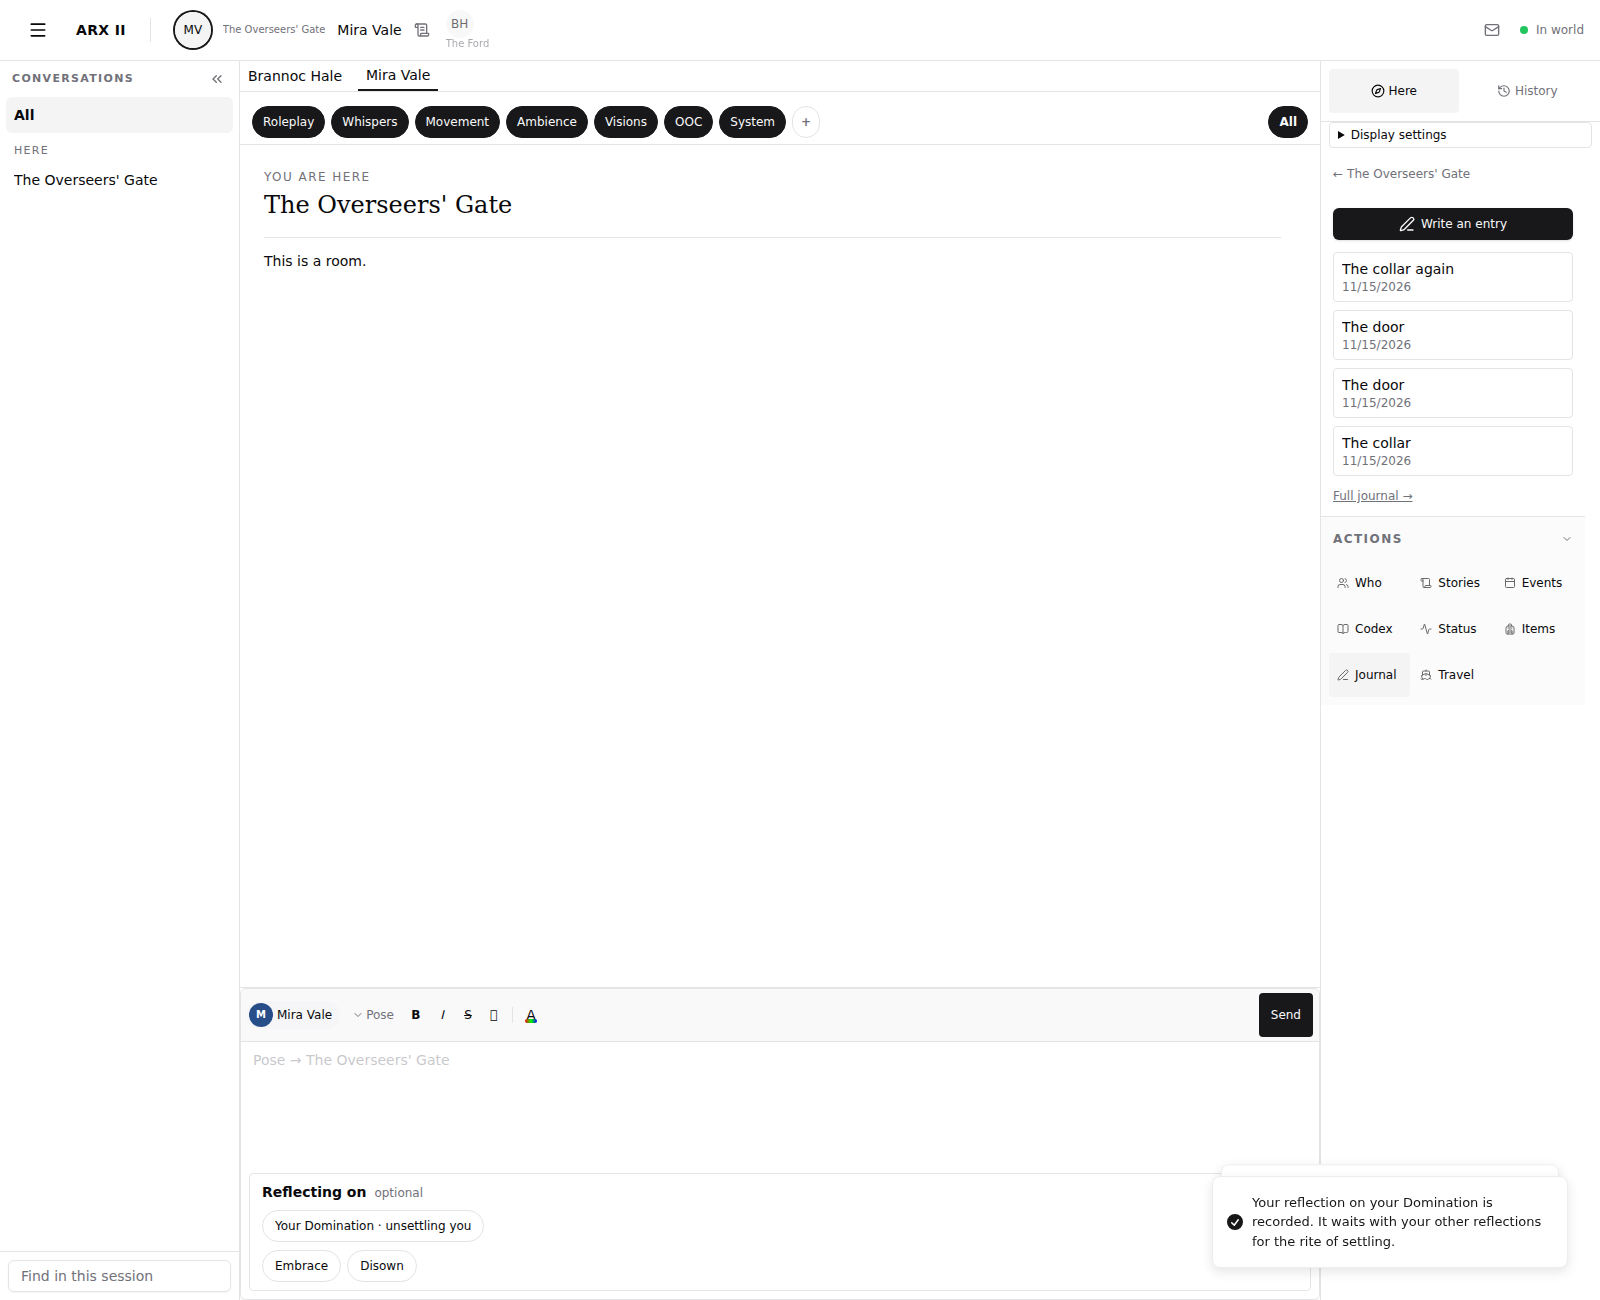 ARX II
MV
The Overseers' Gate
Mira Vale
BH
The Ford
In world
CONVERSATIONS
All
HERE
The Overseers' Gate
Find in this session
Brannoc Hale
Mira Vale
Roleplay
Whispers
Movement
Ambience
Visions
OOC
System
+
All
YOU ARE HERE
The Overseers' Gate
This is a room.
M
Mira Vale
Pose
B
I
S
A
Send
Pose → The Overseers' Gate
Reflecting on optional
Your Domination · unsettling you
Embrace
Disown
Here
History
Display settings
← The Overseers' Gate
Write an entry
The collar again
11/15/2026
The door
11/15/2026
The door
11/15/2026
The collar
11/15/2026
Full journal →
ACTIONS
Who
Stories
Events
Codex
Status
Items
Journal
Travel
Your reflection on your Domination is
recorded. It waits with your other reflections
for the rite of settling.